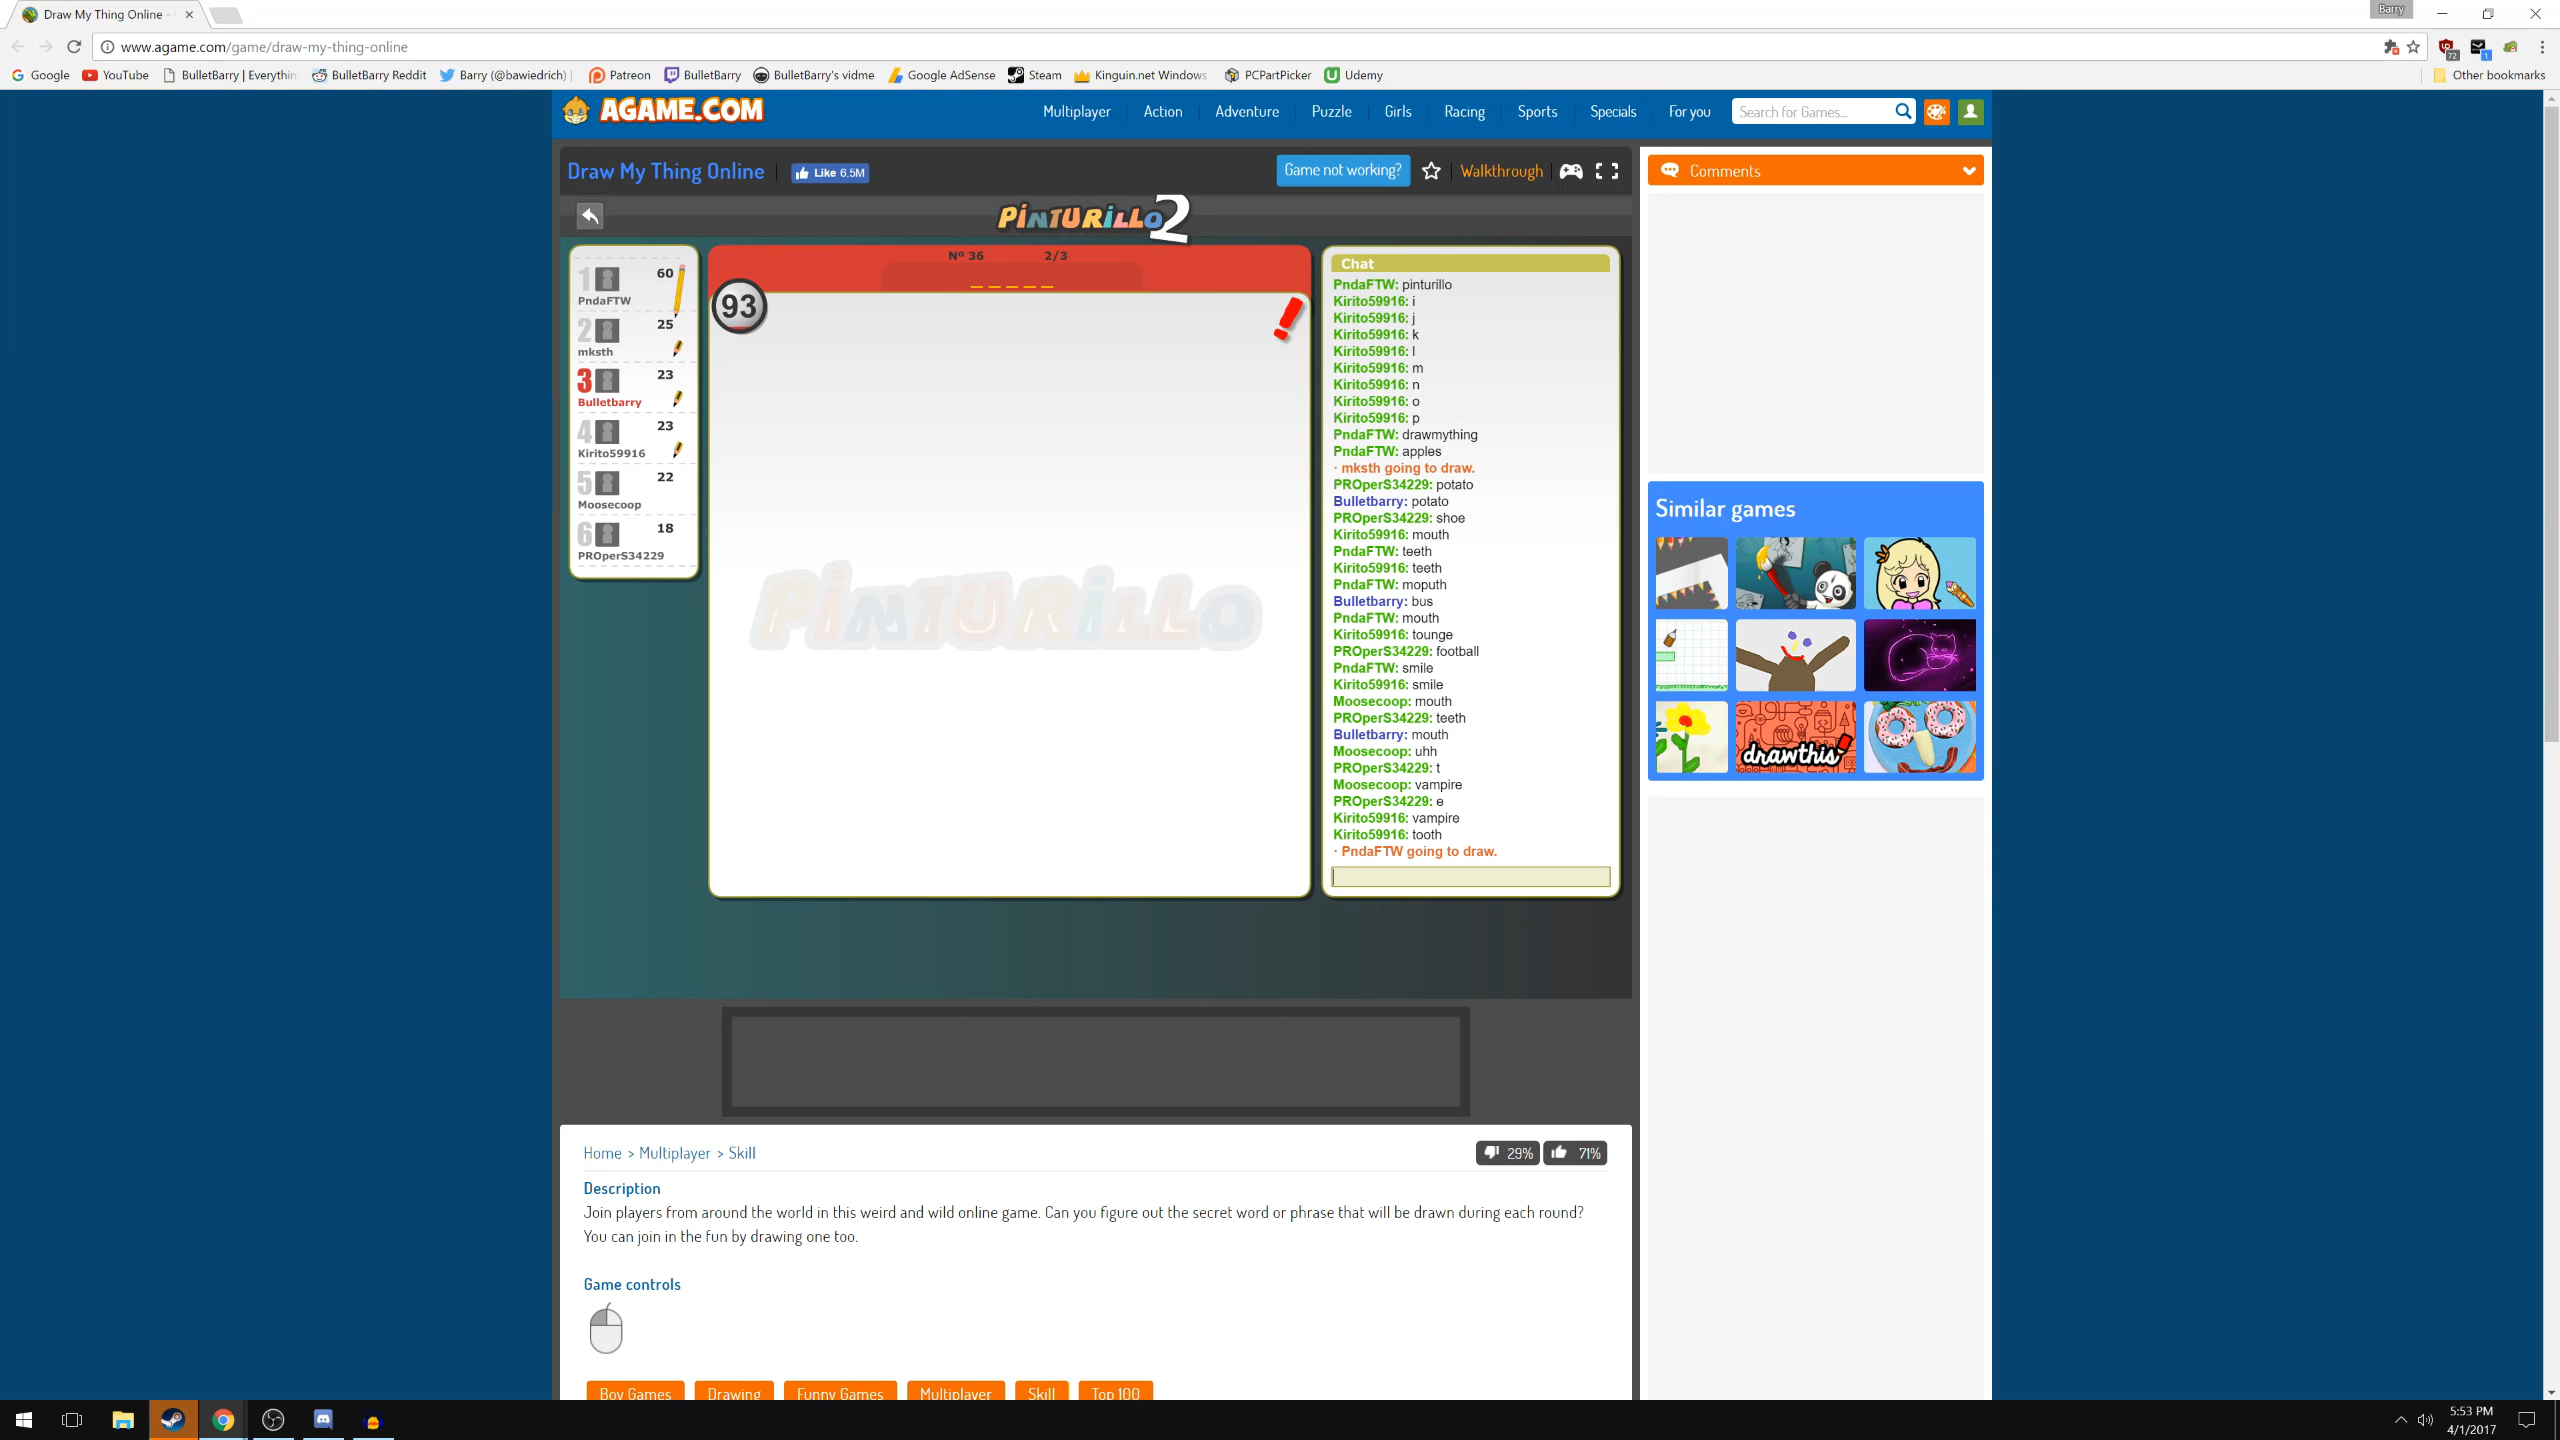 Draw My Thing Online -
Barry
www.agame.com/game/draw-my-thing-online
72
1
Google
YouTube
BulletBarry | Everythin
BulletBarry Reddit
Barry (@bawiedrich) |
Patreon
BulletBarry
BulletBarry's vidme
Google AdSense
Steam
Kinguin.net Windows
PCPartPicker
Udemy
Other bookmarks
AGAME.COM
Multiplayer
Action
Adventure
Puzzle
Girls
Racing
Sports
Specials
For you
Search for Games...
Draw My Thing Online
Like 6.5M
Game not working?
Walkthrough
Comments
PiNTURiLLO2
1
60
PndaFTW
2
25
mksth
3
23
Bulletbarry
4
23
Kirito59916
5
22
Moosecoop
6
18
PROperS34229
Nº 36
2/3
_ _ _ _ _
93
!
PiNTURiLLO
Chat
PndaFTW: pinturillo
Kirito59916: i
Kirito59916: j
Kirito59916: k
Kirito59916: l
Kirito59916: m
Kirito59916: n
Kirito59916: o
Kirito59916: p
PndaFTW: drawmything
PndaFTW: apples
· mksth going to draw.
PROperS34229: potato
Bulletbarry: potato
PROperS34229: shoe
Kirito59916: mouth
PndaFTW: teeth
Kirito59916: teeth
PndaFTW: moputh
Bulletbarry: bus
PndaFTW: mouth
Kirito59916: tounge
PROperS34229: football
PndaFTW: smile
Kirito59916: smile
Moosecoop: mouth
PROperS34229: teeth
Bulletbarry: mouth
Moosecoop: uhh
PROperS34229: t
Moosecoop: vampire
PROperS34229: e
Kirito59916: vampire
Kirito59916: tooth
· PndaFTW going to draw.
Similar games
drawthis
Home > Multiplayer > Skill
29%
71%
Description
Join players from around the world in this weird and wild online game. Can you figure out the secret word or phrase that will be drawn during each round?
You can join in the fun by drawing one too.
Game controls
Boy Games
Drawing
Funny Games
Multiplayer
Skill
Top 100
5:53 PM
4/1/2017